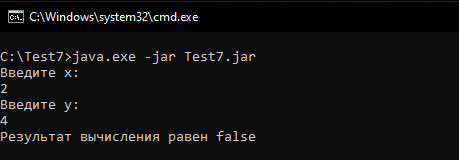 C:\Windows\system32\cmd.exe
C:\Test7>java.exe -jar Test7.jar
Введите x:
2
Введите y:
4
Результат вычисления равен false